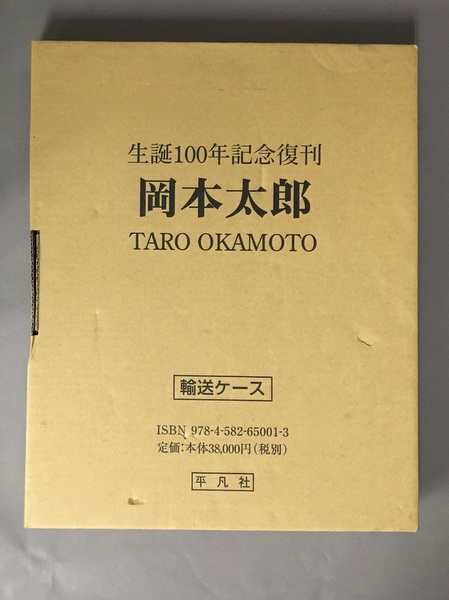 生誕100年記念復刊
岡本太郎
TARO OKAMOTO
輸送ケース
ISBN 978-4-582-65001-3
定価:本体38,000円(税別)
平凡社